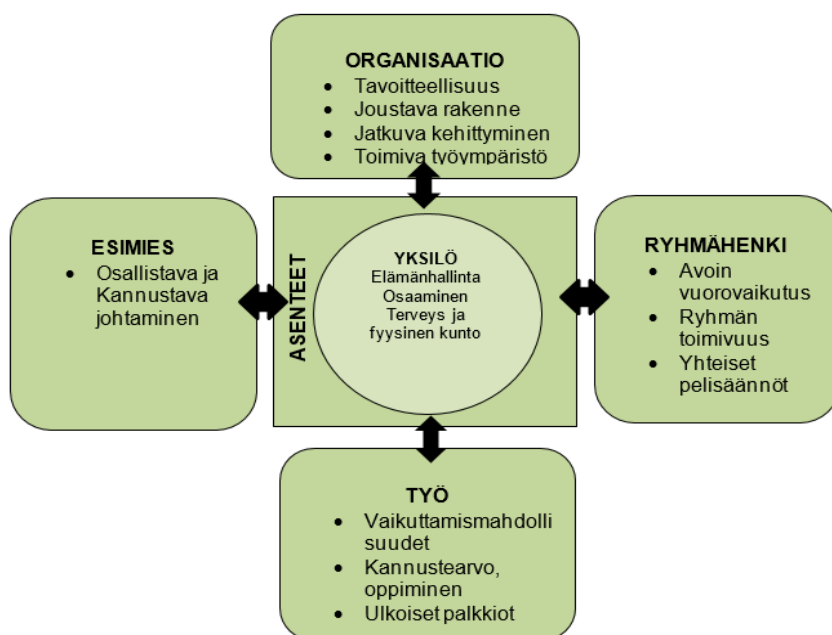 ORGANISAATIO
• Tavoitteellisuus
• Joustava rakenne
• Jatkuva kehittyminen
• Toimiva työympäristö
ESIMIES
• Osallistava ja
Kannustava
johtaminen
ASENTEET
YKSILÖ
Elämänhallinta
Osaaminen
Terveys ja
fyysinen kunto
RYHMÄHENKI
• Avoin
vuorovaikutus
• Ryhmän
toimivuus
• Yhteiset
pelisäännöt
TYÖ
• Vaikuttamismahdolli
suudet
• Kannustearvo,
oppiminen
• Ulkoiset palkkiot